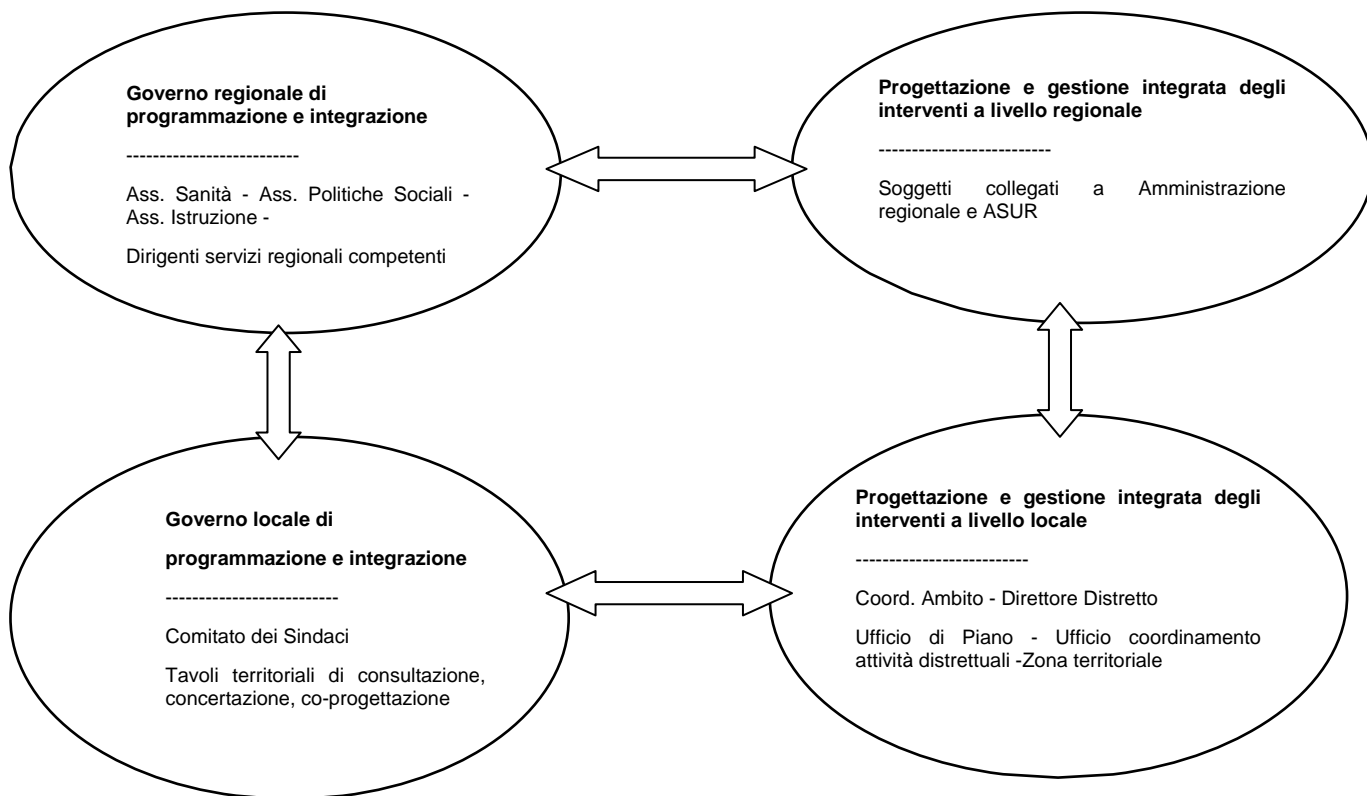 Governo regionale di
programmazione e integrazione
--------------------------
Ass. Sanità - Ass. Politiche Sociali -
Ass. Istruzione -
Dirigenti servizi regionali competenti
Progettazione e gestione integrata degli
interventi a livello regionale
--------------------------
Soggetti collegati a Amministrazione
regionale e ASUR
Governo locale di
programmazione e integrazione
--------------------------
Comitato dei Sindaci
Tavoli territoriali di consultazione,
concertazione, co-progettazione
Progettazione e gestione integrata degli
interventi a livello locale
--------------------------
Coord. Ambito - Direttore Distretto
Ufficio di Piano - Ufficio coordinamento
attività distrettuali -Zona territoriale